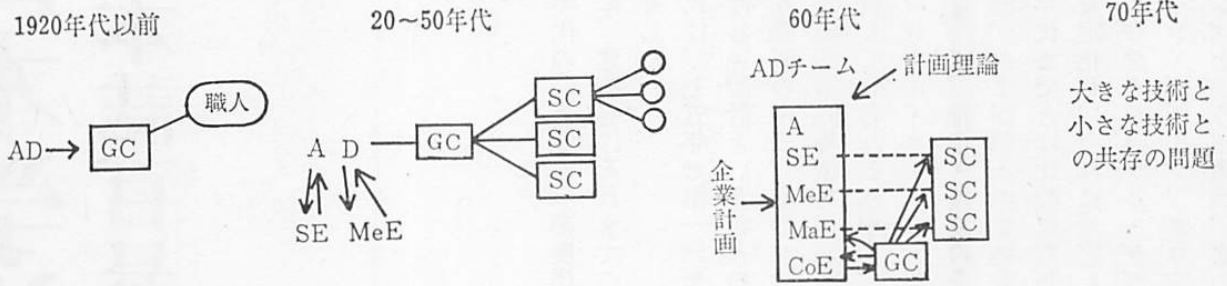 1920年代以前
AD
GC
職人
20〜50年代
A D
SE MeE
GC
SC
SC
SC
60年代
ADチーム
計画理論
企業計画
A
SE
MeE
MaE
CoE
GC
SC
SC
SC
70年代
大きな技術と
小さな技術と
の共存の問題